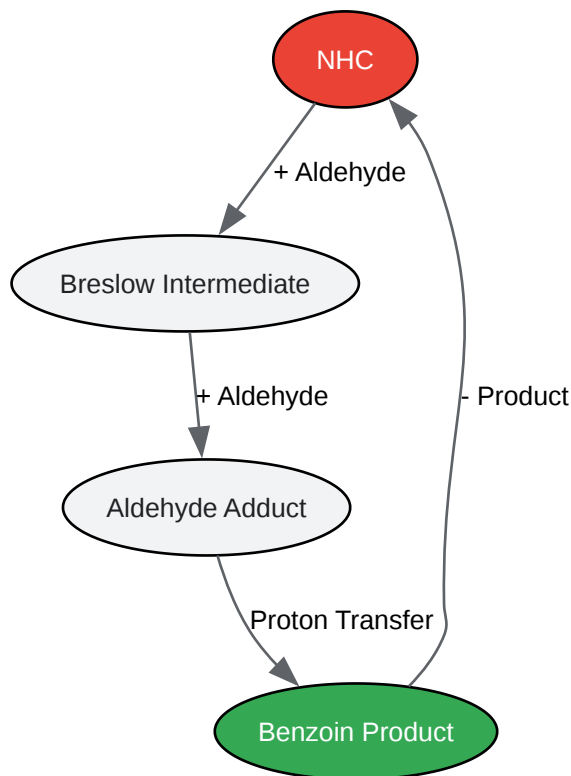 NHC
+ Aldehyde
Breslow Intermediate
+ Aldehyde
- Product
Aldehyde Adduct
Proton Transfer
Benzoin Product